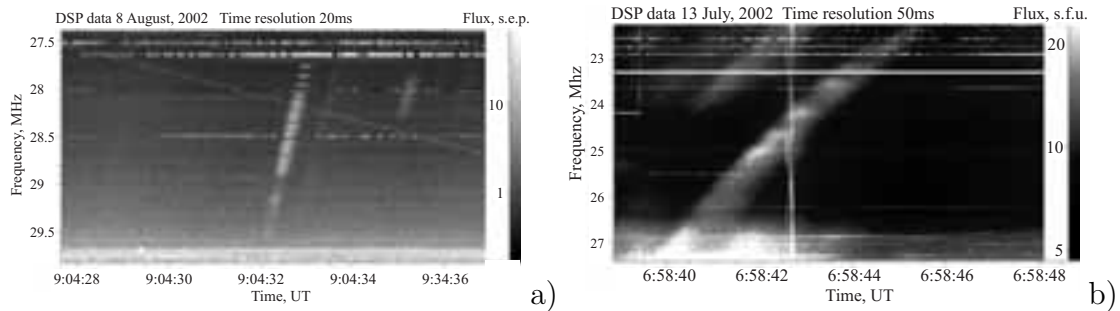 DSP data 8 August, 2002 Time resolution 20ms Flux, s.e.p.
27.5
28
28.5
29
29.5
Frequency, MHz
10
1
9:04:28 9:04:30 9:04:32 9:04:34 9:34:36
Time, UT
a)
DSP data 13 July, 2002 Time resolution 50ms Flux, s.f.u.
23
24
25
26
27
Frequency, Mhz
20
10
5
6:58:40 6:58:42 6:58:44 6:58:46 6:58:48
Time, UT
b)